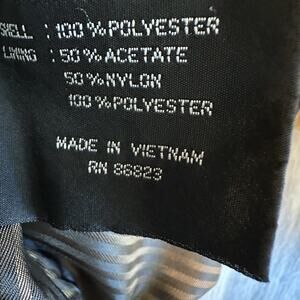 SHELL : 100% POLYESTER
LINING : 50% ACETATE
50% NYLON
100% POLYESTER
MADE IN VIETNAM
RN 86823